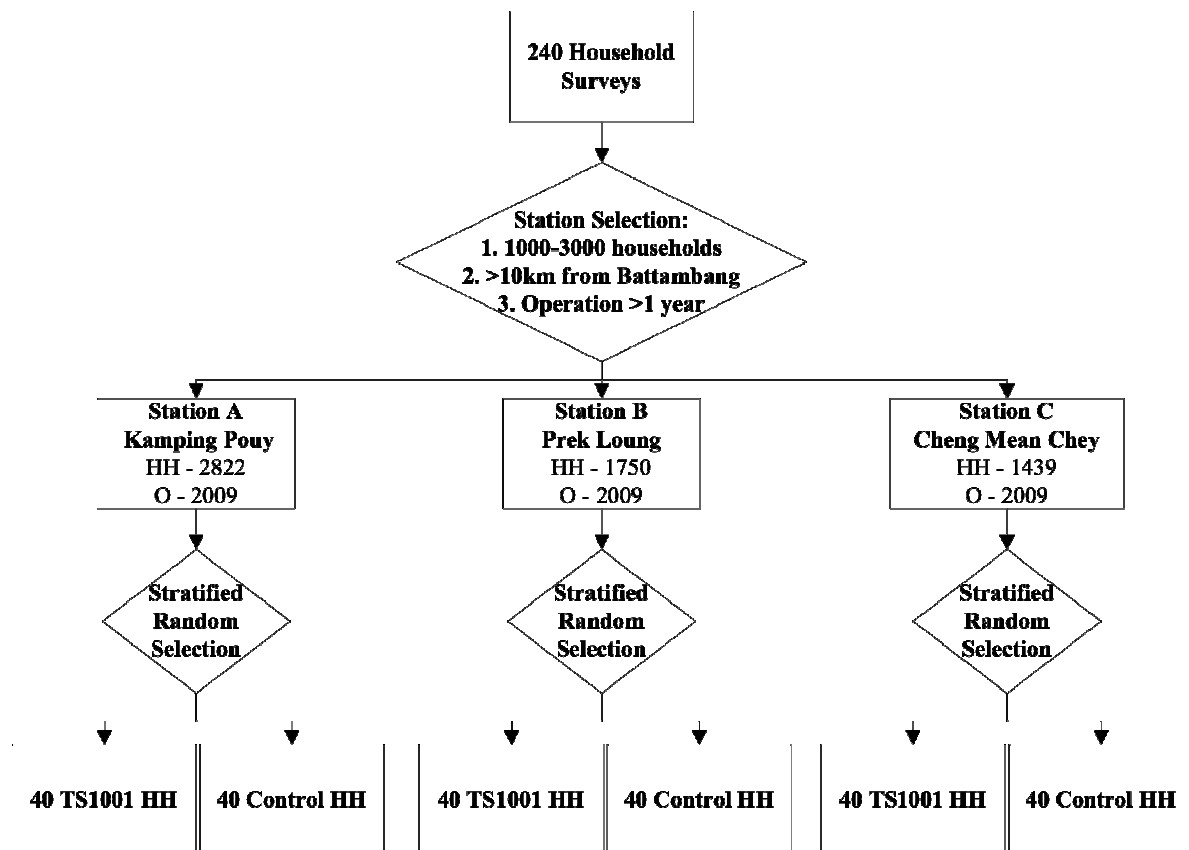 240 Household
Surveys
Station Selection:
1. 1000-3000 households
2. >10km from Battambang
3. Operation >1 year
Station A
Kamping Pouy
HH - 2822
O - 2009
Station B
Prek Loung
HH - 1750
O - 2009
Station C
Cheng Mean Chey
HH - 1439
O - 2009
Stratified
Random
Selection
Stratified
Random
Selection
Stratified
Random
Selection
40 TS1001 HH
40 Control HH
40 TS1001 HH
40 Control HH
40 TS1001 HH
40 Control HH